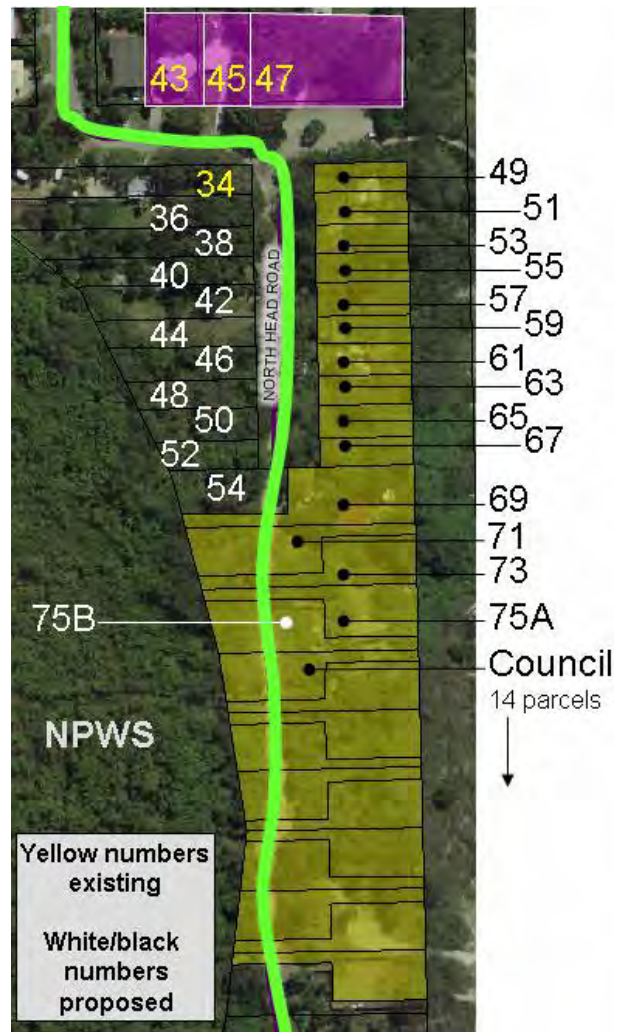 43 45 47
34
36
38
40
42
44
46
48
50
52
54
NORTH HEAD ROAD
49
51
53
55
57
59
61
63
65
67
69
71
73
75B
75A
Council
14 parcels
NPWS
Yellow numbers
existing
White/black
numbers
proposed